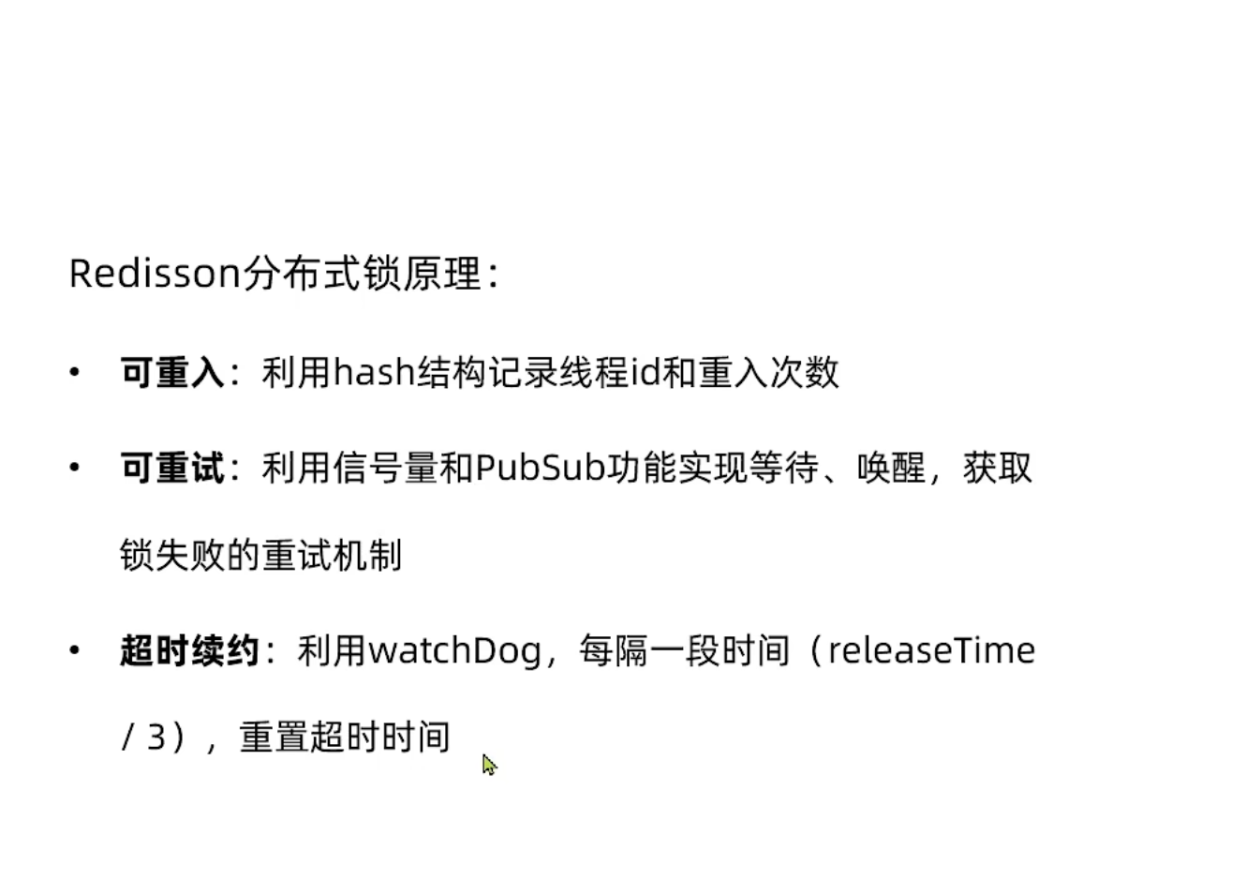 Redisson分布式锁原理：
• 可重入：利用hash结构记录线程id和重入次数
• 可重试：利用信号量和PubSub功能实现等待、唤醒，获取
锁失败的重试机制
• 超时续约：利用watchDog，每隔一段时间（releaseTime
/ 3），重置超时时间